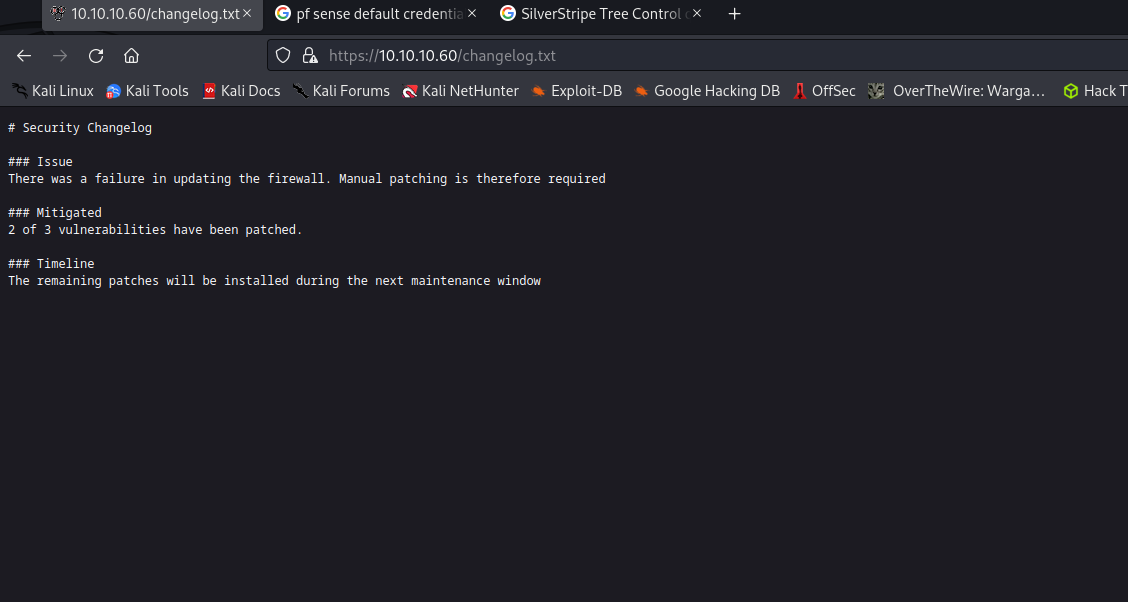 10.10.10.60/changelog.txt
pf sense default credentia
SilverStripe Tree Control
https://10.10.10.60/changelog.txt
Kali Linux
Kali Tools
Kali Docs
Kali Forums
Kali NetHunter
Exploit-DB
Google Hacking DB
OffSec
OverTheWire: Warga…
Hack T
# Security Changelog
### Issue
There was a failure in updating the firewall. Manual patching is therefore required
### Mitigated
2 of 3 vulnerabilities have been patched.
### Timeline
The remaining patches will be installed during the next maintenance window